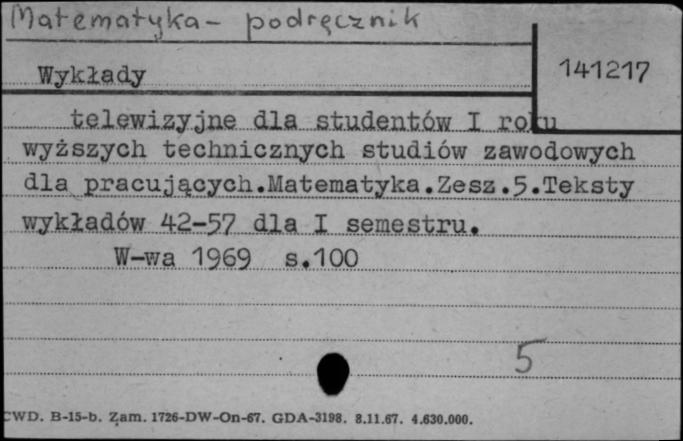 Matematyka - podręcznik
141217
Wykłady
telewizyjne dla studentów I roku
wyższych technicznych studiów zawodowych
dla pracujących.Matematyka.Zesz.5.Teksty
wykładów 42-57 dla I semestru.
W-wa 1969 s.100
5
CWD. B-15-b. Zam. 1726-DW-On-67. GDA-3198. 8.11.67. 4.630.000.